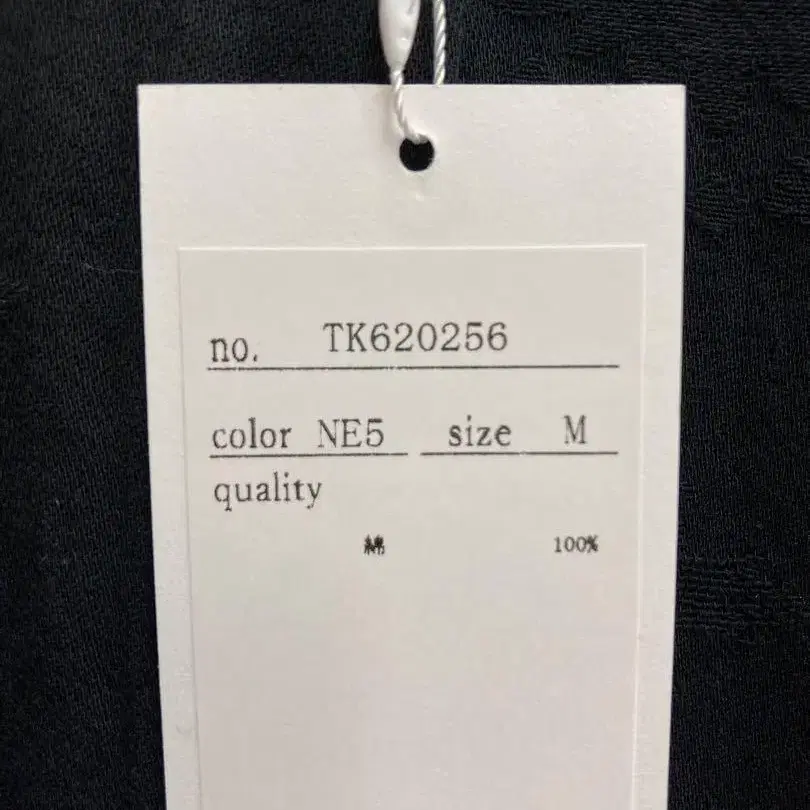 no. TK620256
color NE5 size M
quality
綿 100%